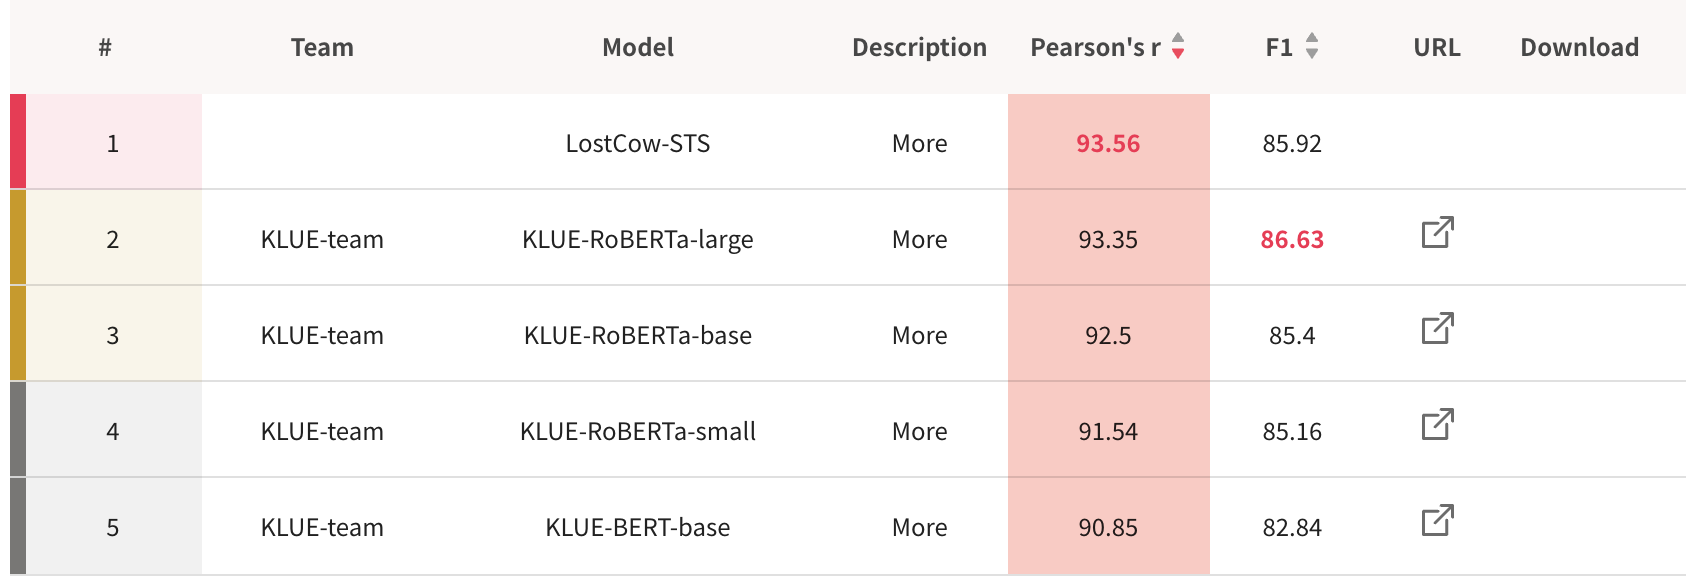 # Team Model Description Pearson's r F1 URL Download
1 LostCow-STS More 93.56 85.92
2 KLUE-team KLUE-RoBERTa-large More 93.35 86.63
3 KLUE-team KLUE-RoBERTa-base More 92.5 85.4
4 KLUE-team KLUE-RoBERTa-small More 91.54 85.16
5 KLUE-team KLUE-BERT-base More 90.85 82.84